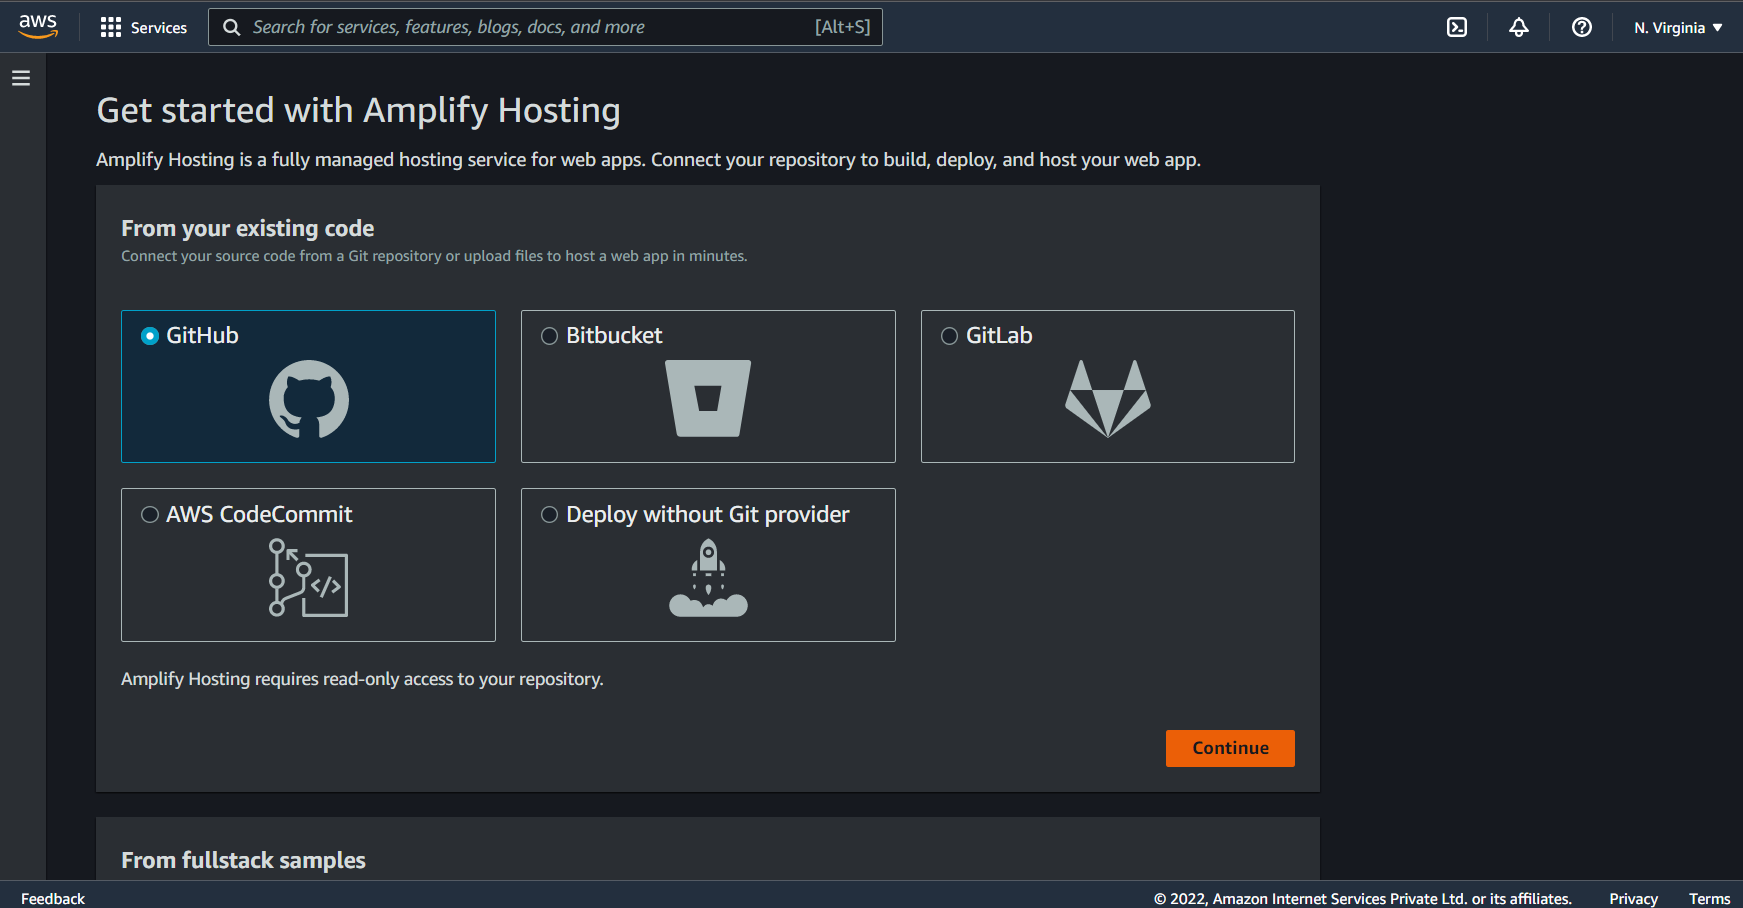 aws
Services
Search for services, features, blogs, docs, and more [Alt+S]
N. Virginia
Get started with Amplify Hosting
Amplify Hosting is a fully managed hosting service for web apps. Connect your repository to build, deploy, and host your web app.
From your existing code
Connect your source code from a Git repository or upload files to host a web app in minutes.
GitHub
Bitbucket
GitLab
AWS CodeCommit
Deploy without Git provider
Amplify Hosting requires read-only access to your repository.
Continue
From fullstack samples
Feedback
© 2022, Amazon Internet Services Private Ltd. or its affiliates.
Privacy
Terms